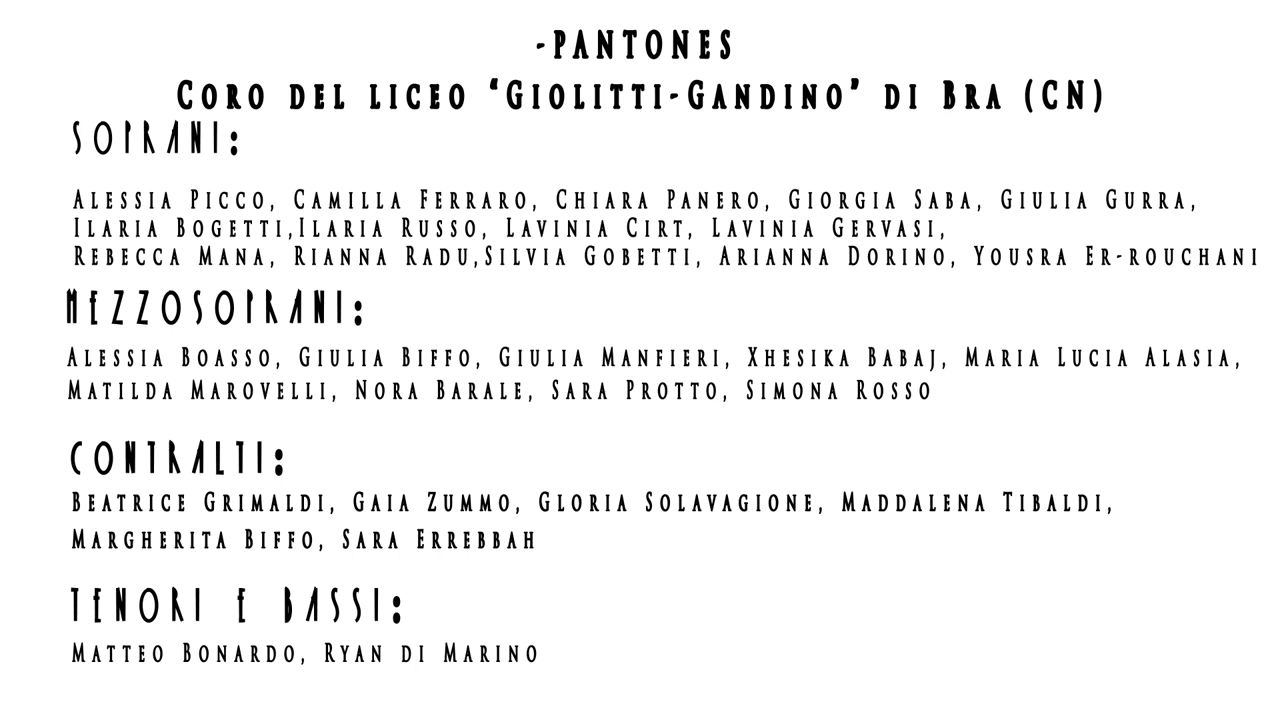 -PANTONES
CORO DEL LICEO “GIOLITTI-GANDINO” DI BRA (CN)
SOPRANI:
ALESSIA PICCO, CAMILLA FERRARO, CHIARA PANERO, GIORGIA SABA, GIULIA GURRA,
ILARIA BOGETTI,ILARIA RUSSO, LAVINIA CIRT, LAVINIA GERVASI,
REBECCA MANA, RIANNA RADU,SILVIA GOBETTI, ARIANNA DORINO, YOUSRA ER-ROUCHANI
MEZZOSOPRANI:
ALESSIA BOASSO, GIULIA BIFFO, GIULIA MANFIERI, XHESIKA BABAJ, MARIA LUCIA ALASIA,
MATILDA MAROVELLI, NORA BARALE, SARA PROTTO, SIMONA ROSSO
CONTRALTI:
BEATRICE GRIMALDI, GAIA ZUMMO, GLORIA SOLAVAGIONE, MADDALENA TIBALDI,
MARGHERITA BIFFO, SARA ERREBBAH
TENORI E BASSI:
MATTEO BONARDO, RYAN DI MARINO